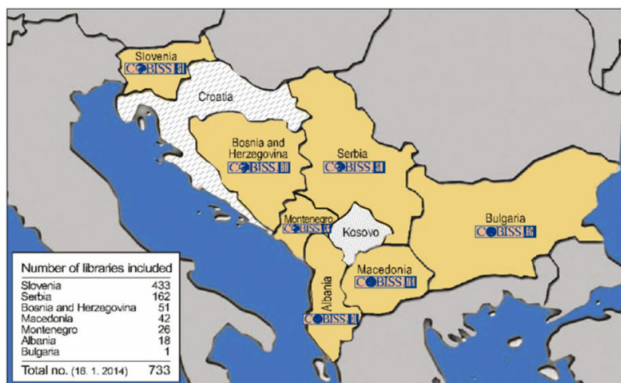 Slovenia
COBISS
Croatia
Bosnia and
Herzegovina
COBISS
Serbia
COBISS
Montenegro
COBISS
Kosovo
Bulgaria
COBISS
Macedonia
COBISS
Albania
COBISS
Number of libraries included
Slovenia 433
Serbia 162
Bosnia and Herzegovina 51
Macedonia 42
Montenegro 26
Albania 18
Bulgaria 1
Total no. (16. 1. 2014) 733